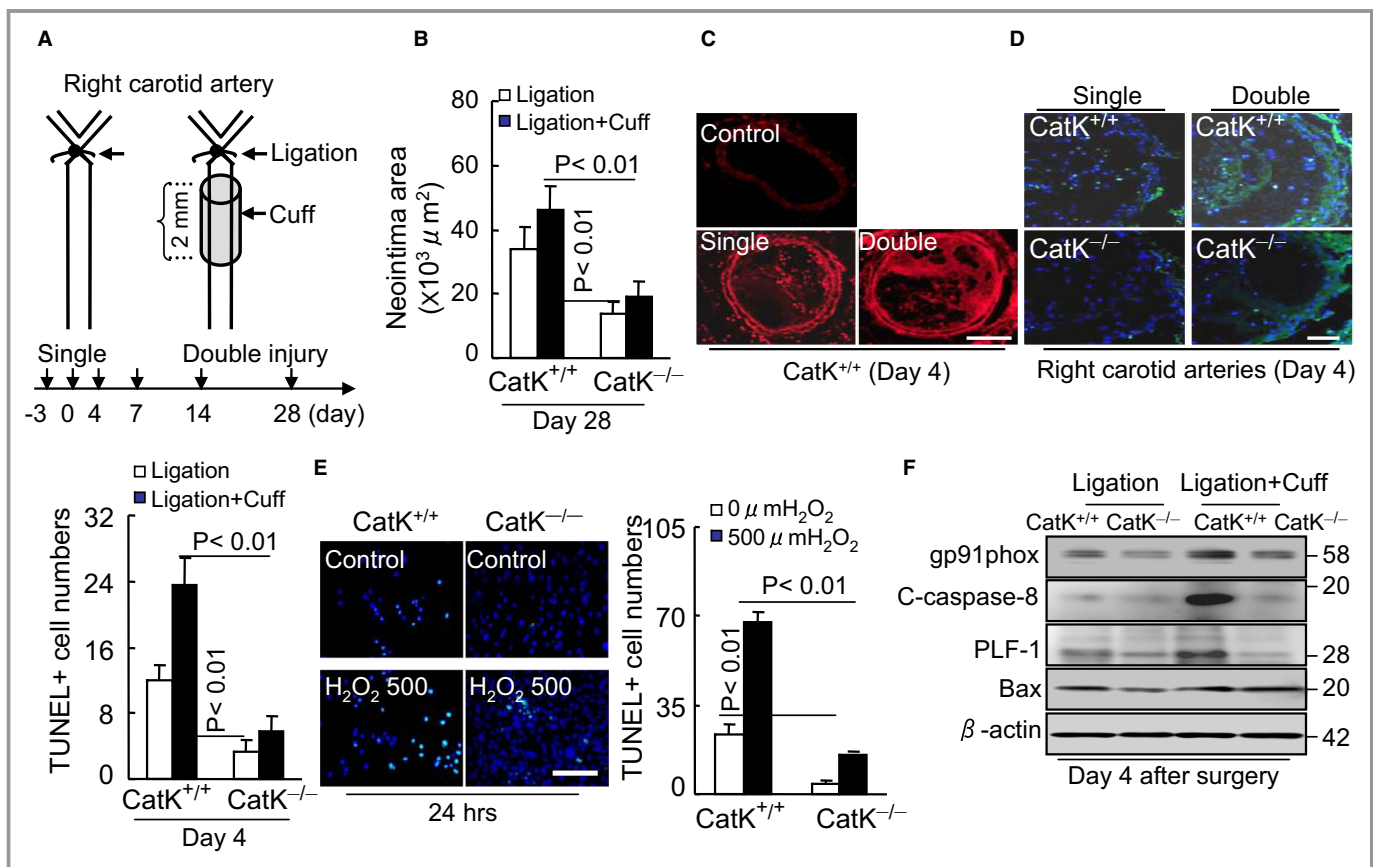 A
Right carotid artery
Ligation
Cuff
2 mm
Single
Double injury
-3 0 4 7 14 28 (day)
B
Ligation
Ligation+Cuff
Neointima area
(X10³ μ m²)
80
60
40
20
0
P< 0.01
P< 0.01
CatK+/+
CatK−/−
Day 28
C
Control
Single
Double
CatK+/+ (Day 4)
D
Single
Double
CatK+/+
CatK+/+
CatK−/−
CatK−/−
Right carotid arteries (Day 4)
Ligation
Ligation+Cuff
TUNEL+ cell numbers
32
24
16
8
0
P< 0.01
P< 0.01
CatK+/+
CatK−/−
Day 4
E
CatK+/+
CatK−/−
Control
Control
H₂O₂ 500
H₂O₂ 500
24 hrs
0 μ mH₂O₂
500 μ mH₂O₂
TUNEL+ cell numbers
105
70
35
0
P< 0.01
P< 0.01
CatK+/+
CatK−/−
F
Ligation
Ligation+Cuff
CatK+/+ CatK−/− CatK+/+ CatK−/−
gp91phox
58
C-caspase-8
20
PLF-1
28
Bax
20
β-actin
42
Day 4 after surgery